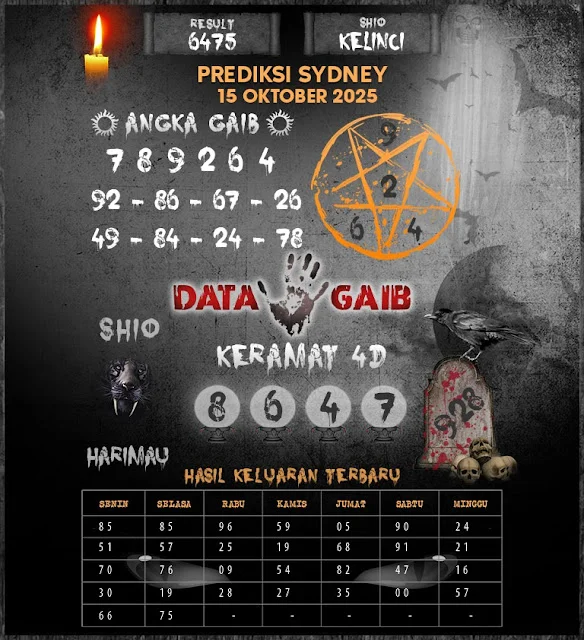 RESULT
6475
SHIO
KELINCI
PREDIKSI SYDNEY
15 OKTOBER 2025
ANGKA GAIB
7 8 9 2 6 4
92 - 86 - 67 - 26
49 - 84 - 24 - 78
9
2
6 4
DATA GAIB
SHIO
KERAMAT 4D
8 6 4 7
928
HARIMAU
HASIL KELUARAN TERBARU
SENIN SELASA RABU KAMIS JUMAT SABTU MINGGU
85 85 96 59 05 90 24
51 57 25 19 68 91 21
70 76 09 54 82 47 16
30 19 28 27 35 00 57
66 75 - - - - -